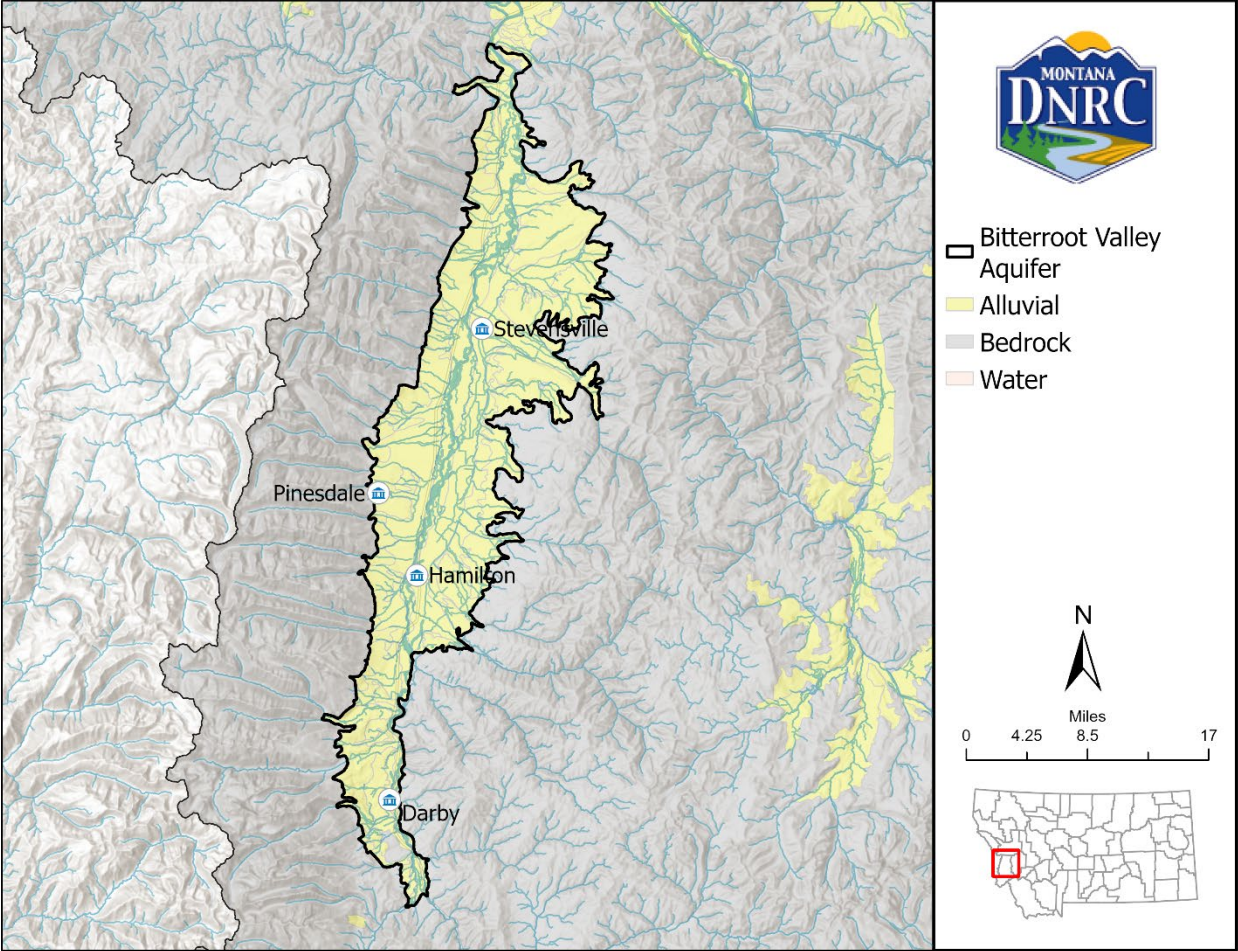 Stevensville
Pinesdale
Hamilton
Darby
MONTANA
DNRC
Bitterroot Valley
Aquifer
Alluvial
Bedrock
Water
N
Miles
0 4.25 8.5 17